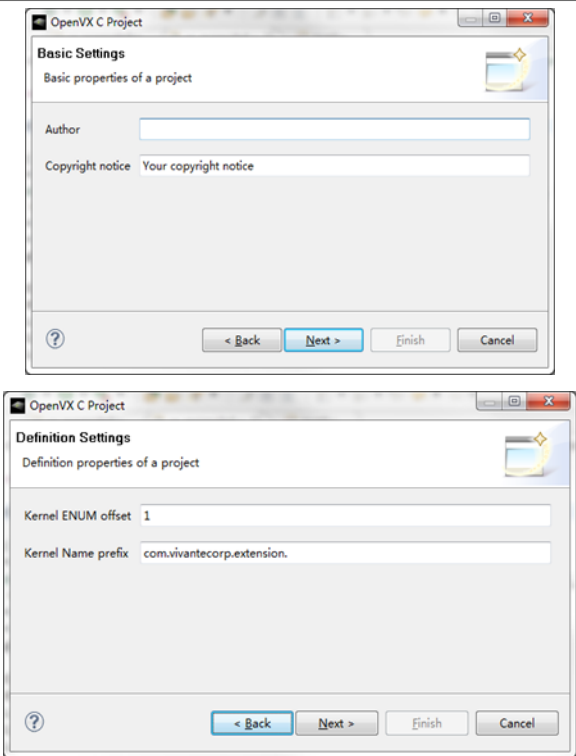 OpenVX C Project
Basic Settings
Basic properties of a project
Author
Copyright notice Your copyright notice
< Back Next > Finish Cancel
OpenVX C Project
Definition Settings
Definition properties of a project
Kernel ENUM offset 1
Kernel Name prefix com.vivantecorp.extension.
< Back Next > Finish Cancel